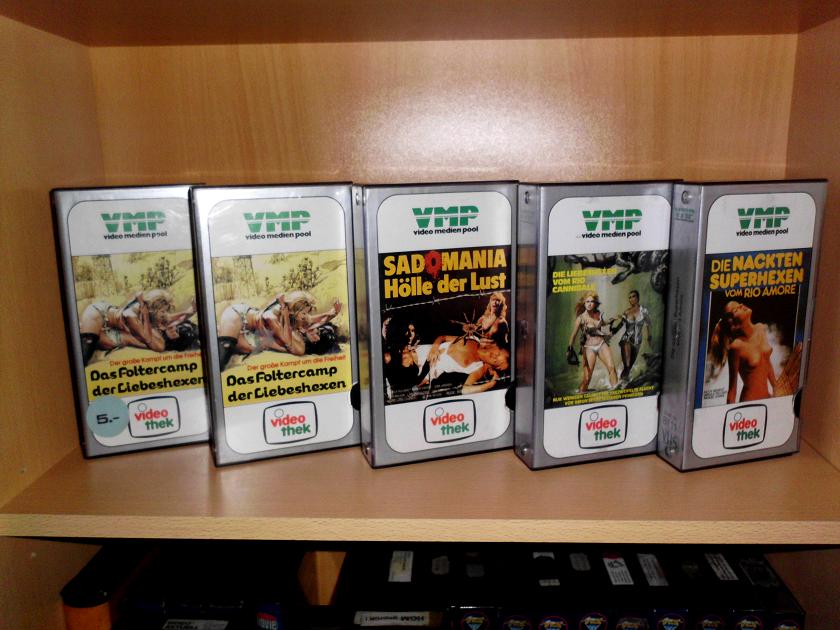 VMP
video medien pool
Der große Kampf um die Freiheit
Das Foltercamp
der Liebeshexen
5.-
video
thek
VMP
video medien pool
Der große Kampf um die Freiheit
Das Foltercamp
der Liebeshexen
video
thek
VMP
video medien pool
SADOMANIA
Hölle der Lust
video
thek
VMP
video medien pool
VOM RIO
CANNIBALE
video
thek
VHS
VMP
video medien pool
DIE NACKTEN
SUPERHEXEN
VOM RIO AMORE
video
thek